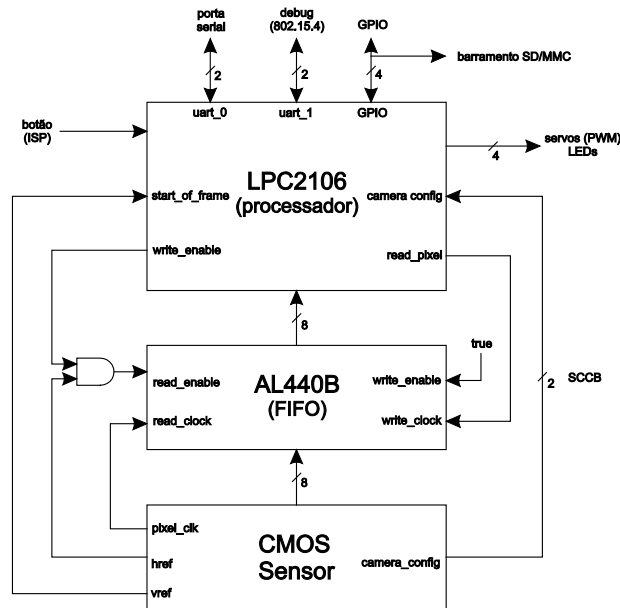 porta
serial
debug
(802.15.4)
GPIO
2
2
4
barramento SD/MMC
uart_0
uart_1
GPIO
botão
(ISP)
servos (PWM)
LEDs
4
LPC2106
(processador)
start_of_frame
camera config
write_enable
read_pixel
8
true
read_enable
AL440B
(FIFO)
write_enable
read_clock
write_clock
2
SCCB
8
pixel_clk
CMOS
Sensor
href
camera_config
vref